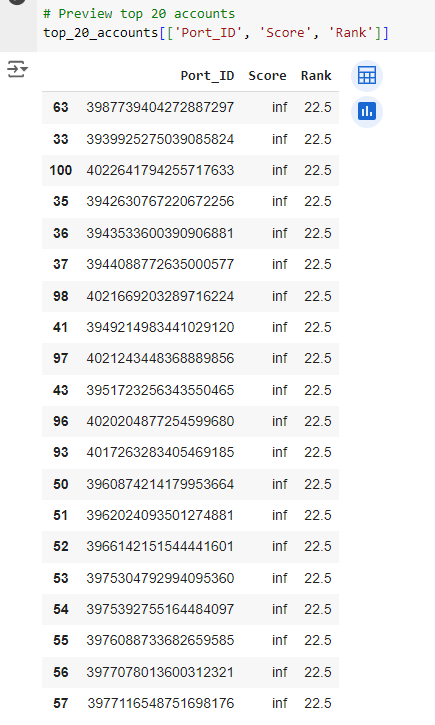 # Preview top 20 accounts
top_20_accounts[['Port_ID', 'Score', 'Rank']]
Port_ID Score Rank
63 3987739404272887297 inf 22.5
33 3939925275039085824 inf 22.5
100 4022641794255717633 inf 22.5
35 3942630767220672256 inf 22.5
36 3943533600390906881 inf 22.5
37 3944088772635000577 inf 22.5
98 4021669203289716224 inf 22.5
41 3949214983441029120 inf 22.5
97 4021243448368889856 inf 22.5
43 3951723256343550465 inf 22.5
96 4020204877254599680 inf 22.5
93 4017263283405469185 inf 22.5
50 3960874214179953664 inf 22.5
51 3962024093501274881 inf 22.5
52 3966142151544441601 inf 22.5
53 3975304792994095360 inf 22.5
54 3975392755164484097 inf 22.5
55 3976088733682659585 inf 22.5
56 3977078013600312321 inf 22.5
57 3977116548751698176 inf 22.5